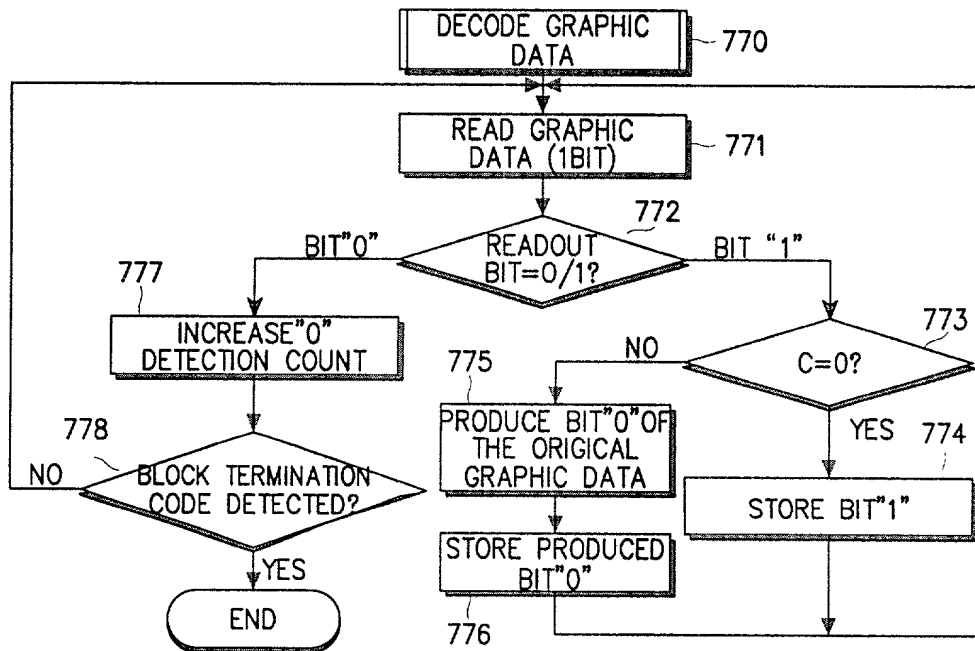 DECODE GRAPHIC
DATA
770
READ GRAPHIC
DATA (1BIT)
771
772
READOUT
BIT=0/1?
BIT"0"
BIT "1"
777
INCREASE"0"
DETECTION COUNT
773
C=0?
NO
YES
775
PRODUCE BIT"0"OF
THE ORIGICAL
GRAPHIC DATA
774
STORE BIT"1"
778
BLOCK TERMINATION
CODE DETECTED?
NO
YES
STORE PRODUCED
BIT"0"
776
END